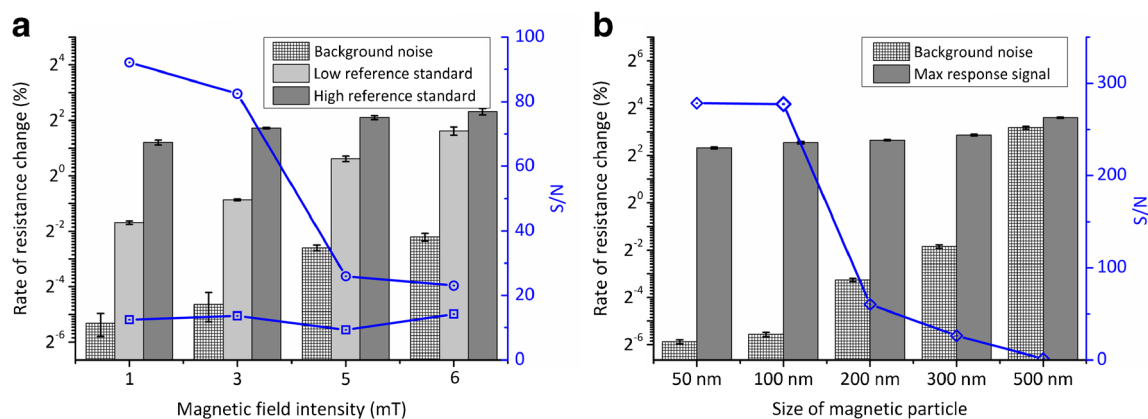 a
Rate of resistance change (%)
2^4
2^2
2^0
2^-2
2^-4
2^-6
Background noise
Low reference standard
High reference standard
100
80
60
40
20
0
S/N
1 3 5 6
Magnetic field intensity (mT)
b
Rate of resistance change (%)
2^6
2^4
2^2
2^0
2^-2
2^-4
2^-6
Background noise
Max response signal
300
200
100
0
S/N
50 nm 100 nm 200 nm 300 nm 500 nm
Size of magnetic particle